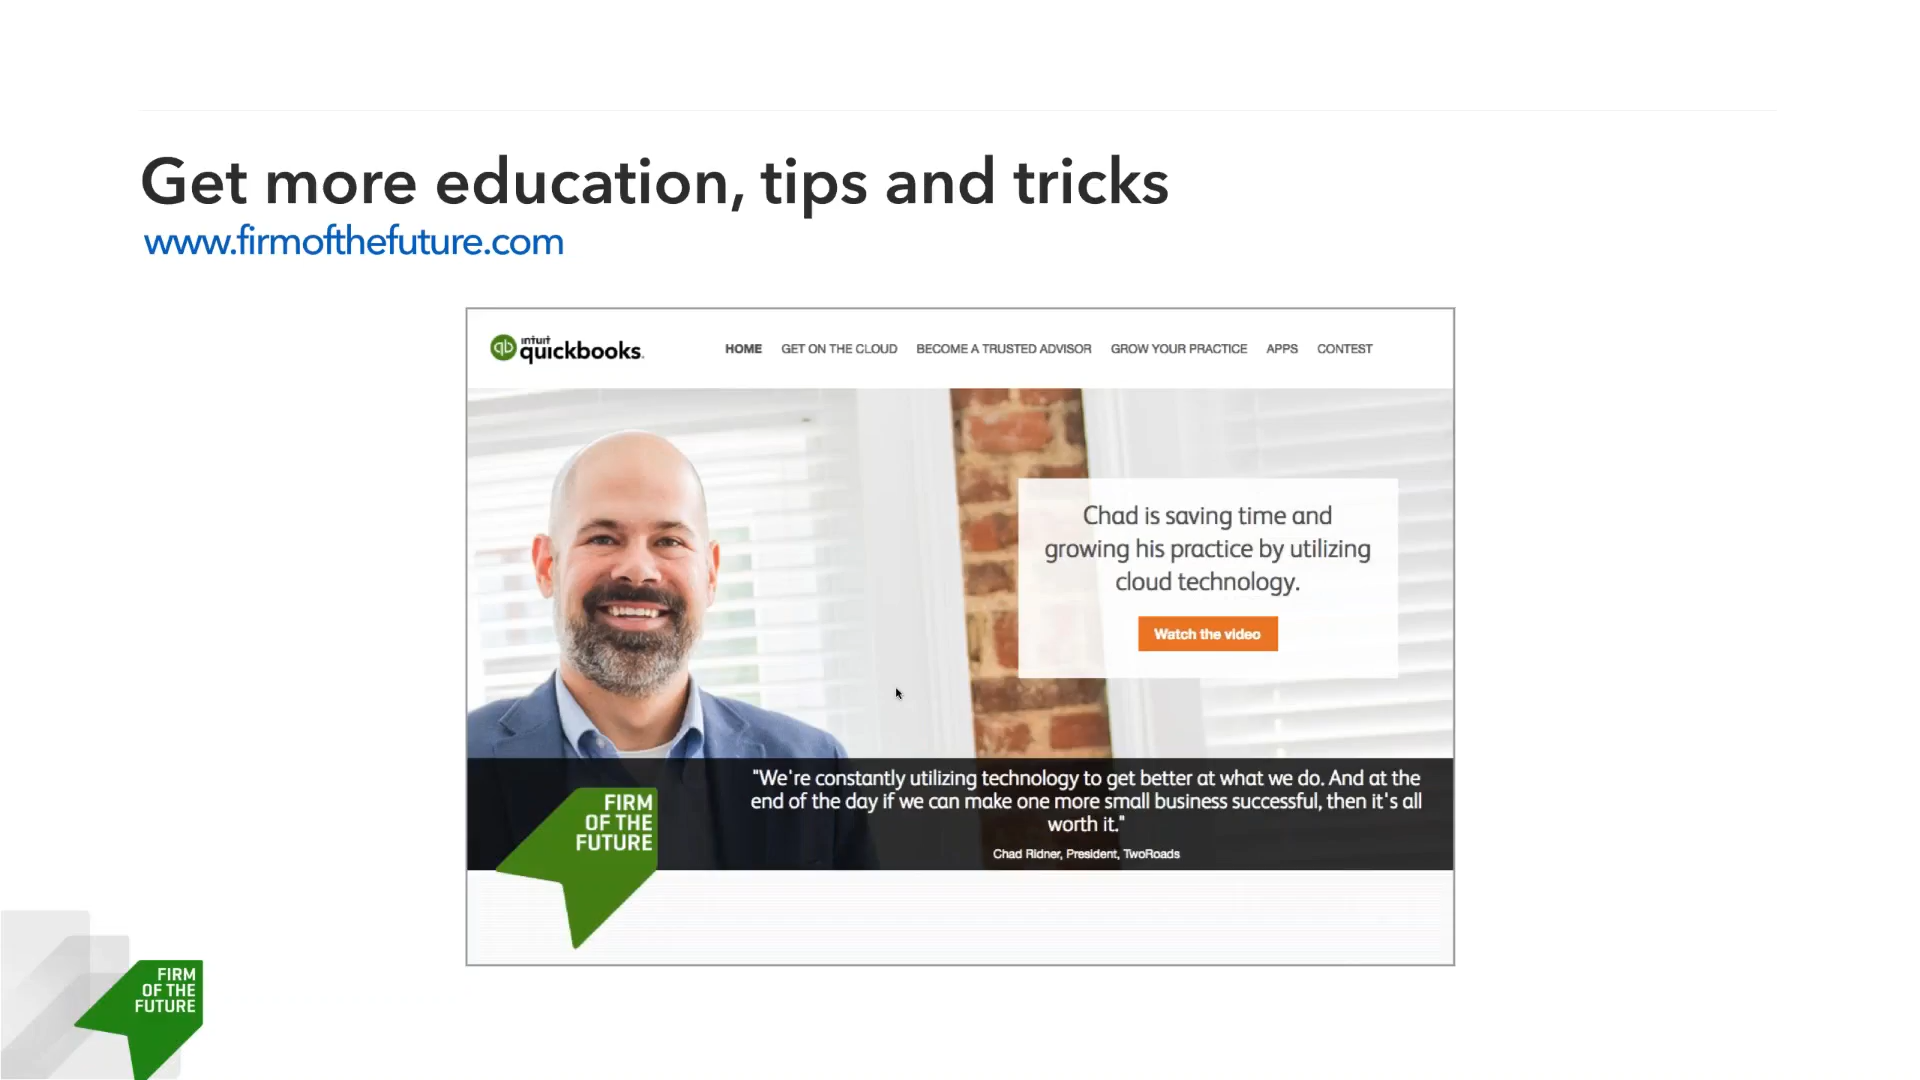 Get more education, tips and tricks
www.firmofthefuture.com
intuit
qb quickbooks.
HOME GET ON THE CLOUD BECOME A TRUSTED ADVISOR GROW YOUR PRACTICE APPS CONTEST
Chad is saving time and
growing his practice by utilizing
cloud technology.
Watch the video
"We're constantly utilizing technology to get better at what we do. And at the
end of the day if we can make one more small business successful, then it's all
worth it."
Chad Ridner, President, TwoRoads
FIRM
OF THE
FUTURE
FIRM
OF THE
FUTURE